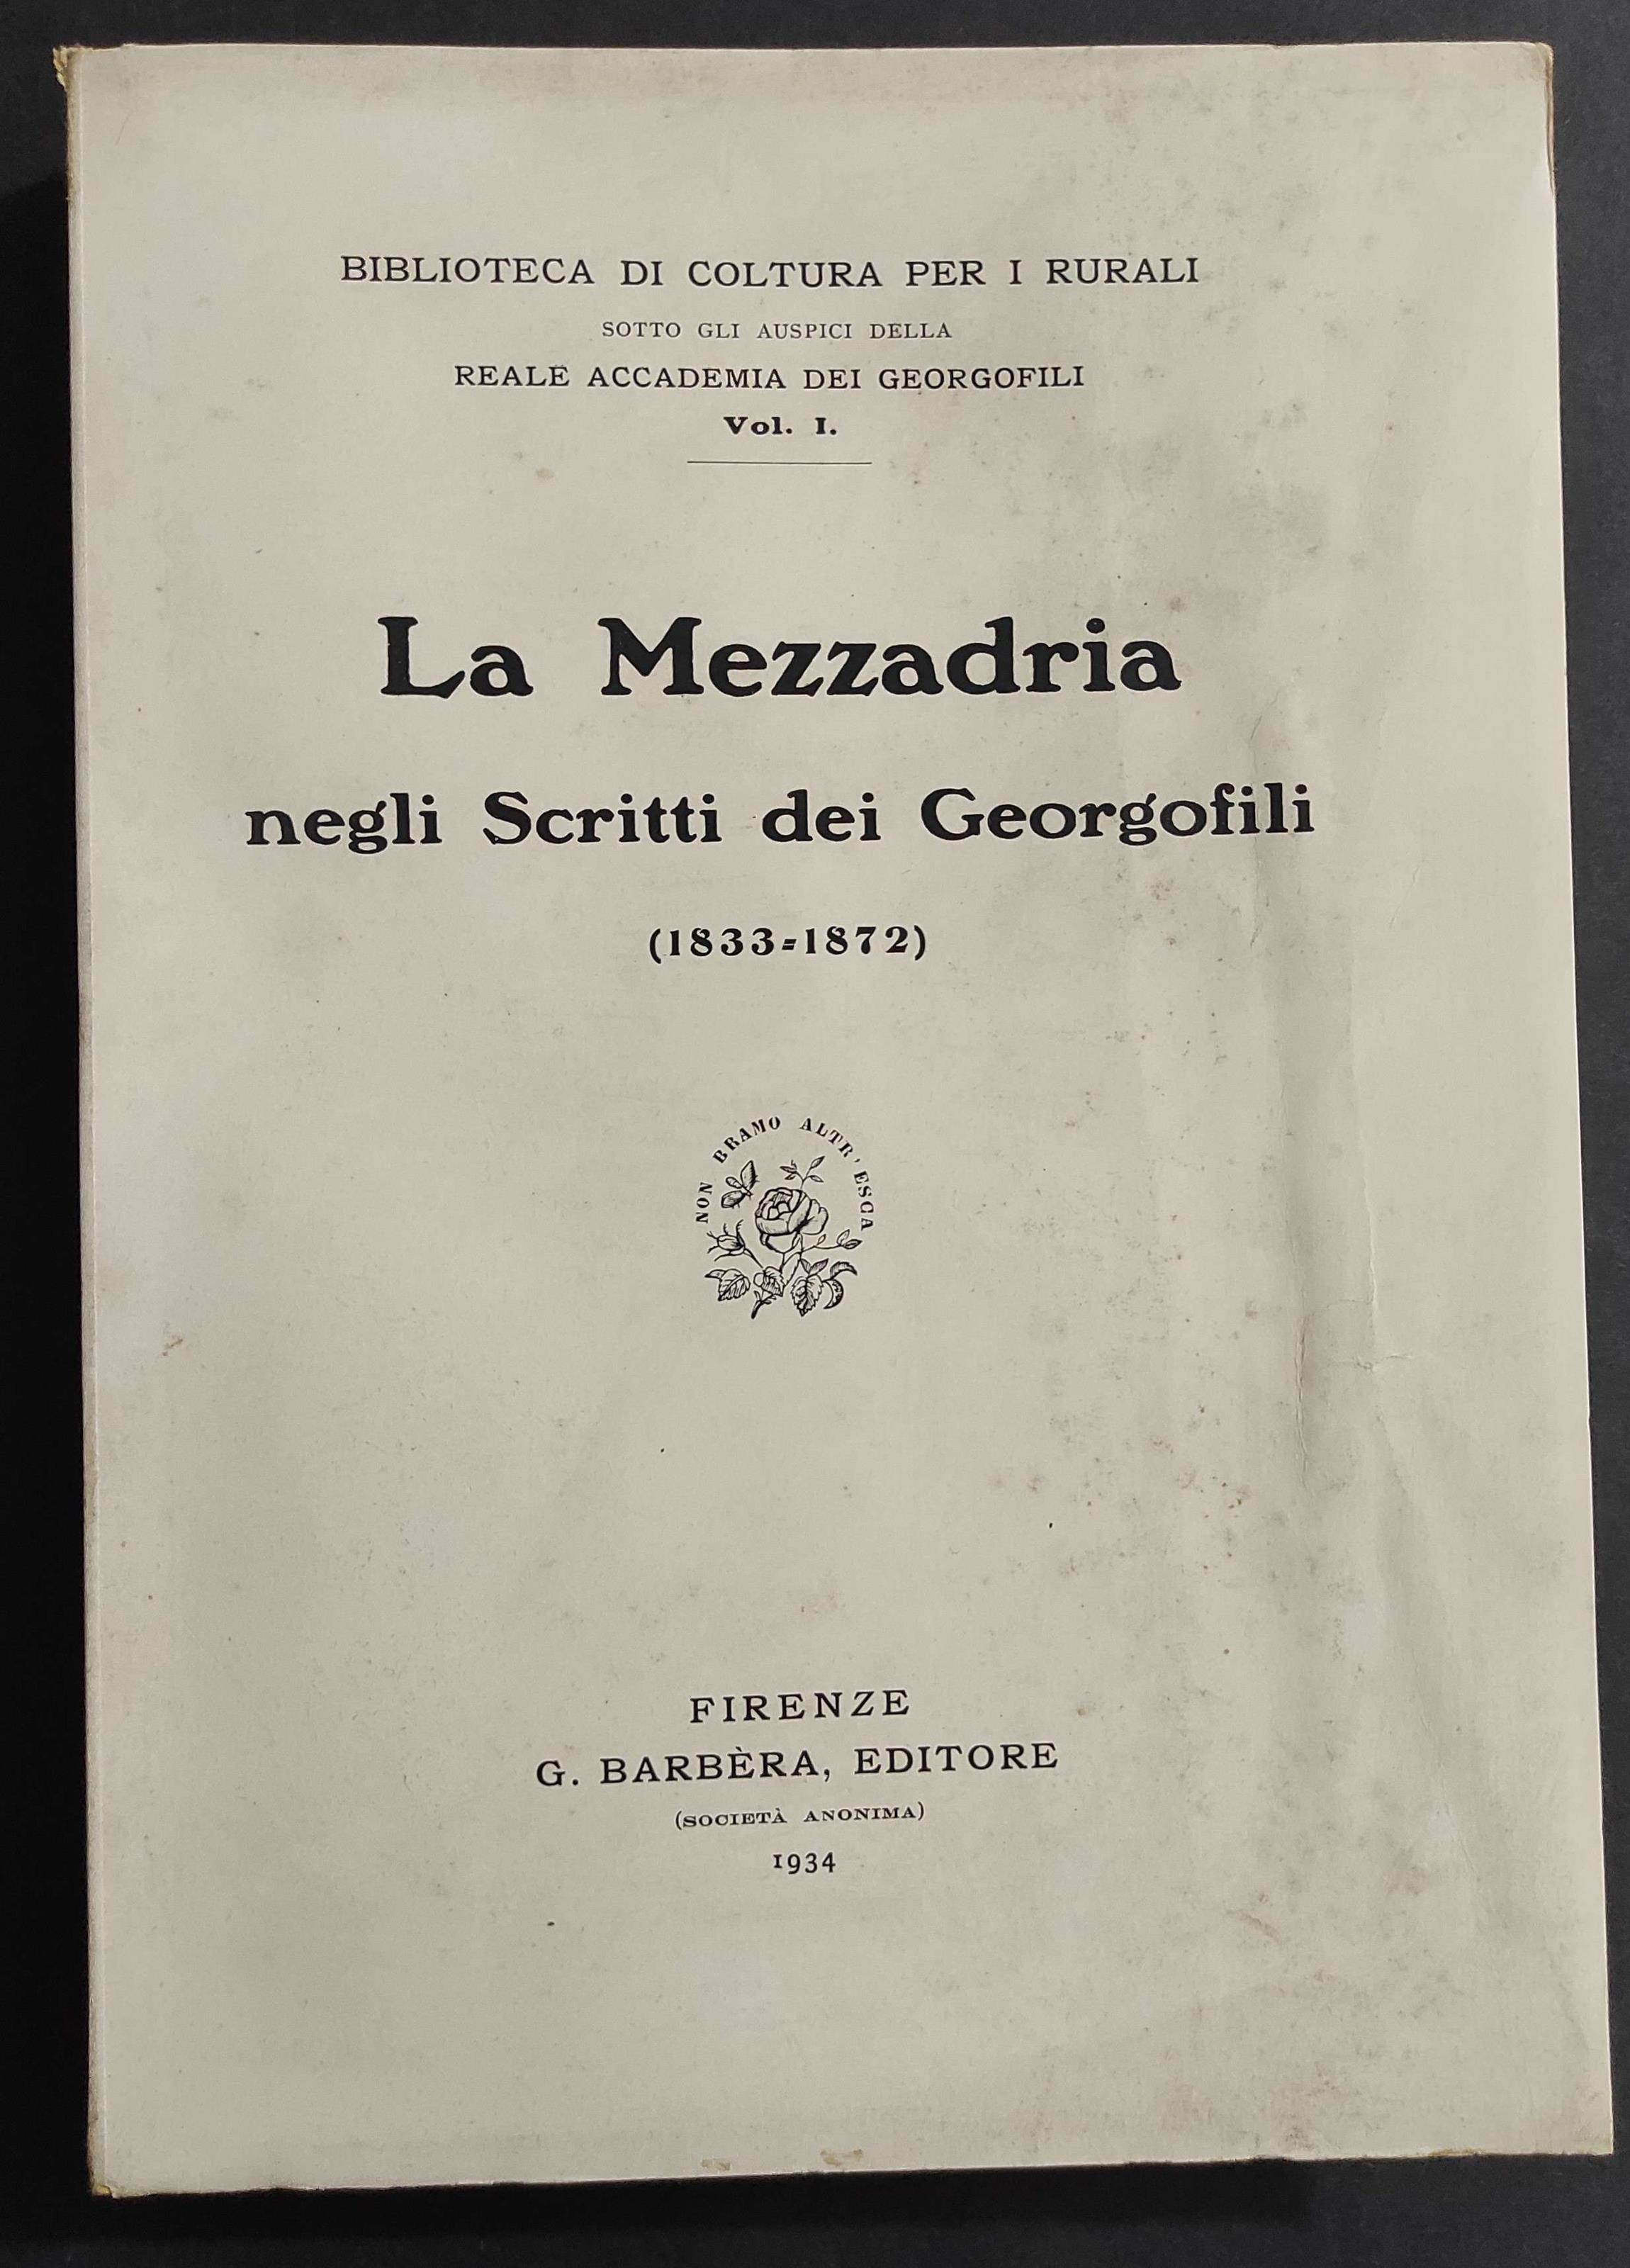 BIBLIOTECA DI COLTURA PER I RURALI
SOTTO GLI AUSPICI DELLA
REALE ACCADEMIA DEI GEORGOFILI
Vol. I.
La Mezzadria
negli Scritti dei Georgofili
(1833=1872)
NON BRAMO ALTR'ESCA
FIRENZE
G. BARBÈRA, EDITORE
(SOCIETÀ ANONIMA)
1934